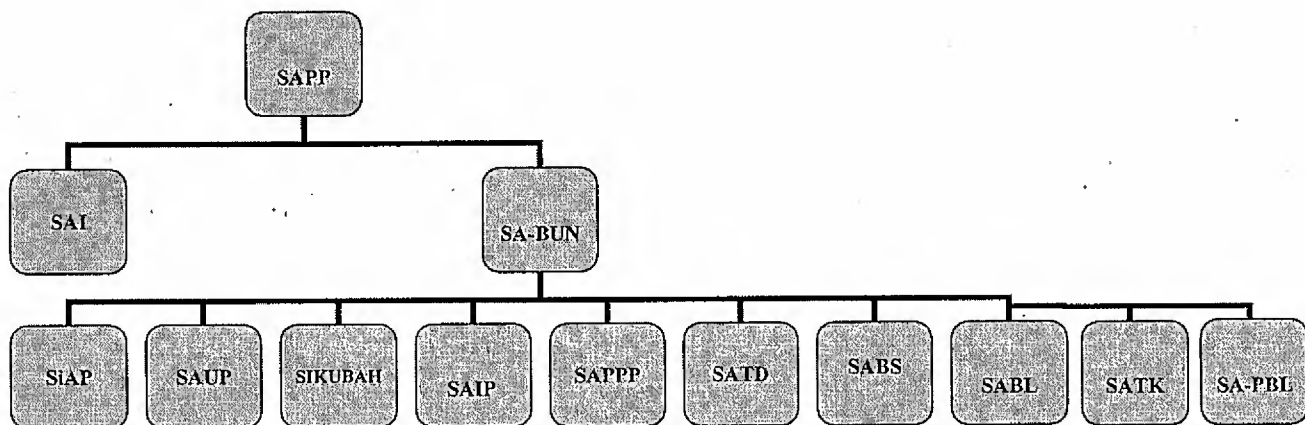 SAPP
SAI
SA-BUN
SiAP
SAUP
SIKUBAH
SAIP
SAPPP
SATD
SABS
SABL
SATK
SA-PBL